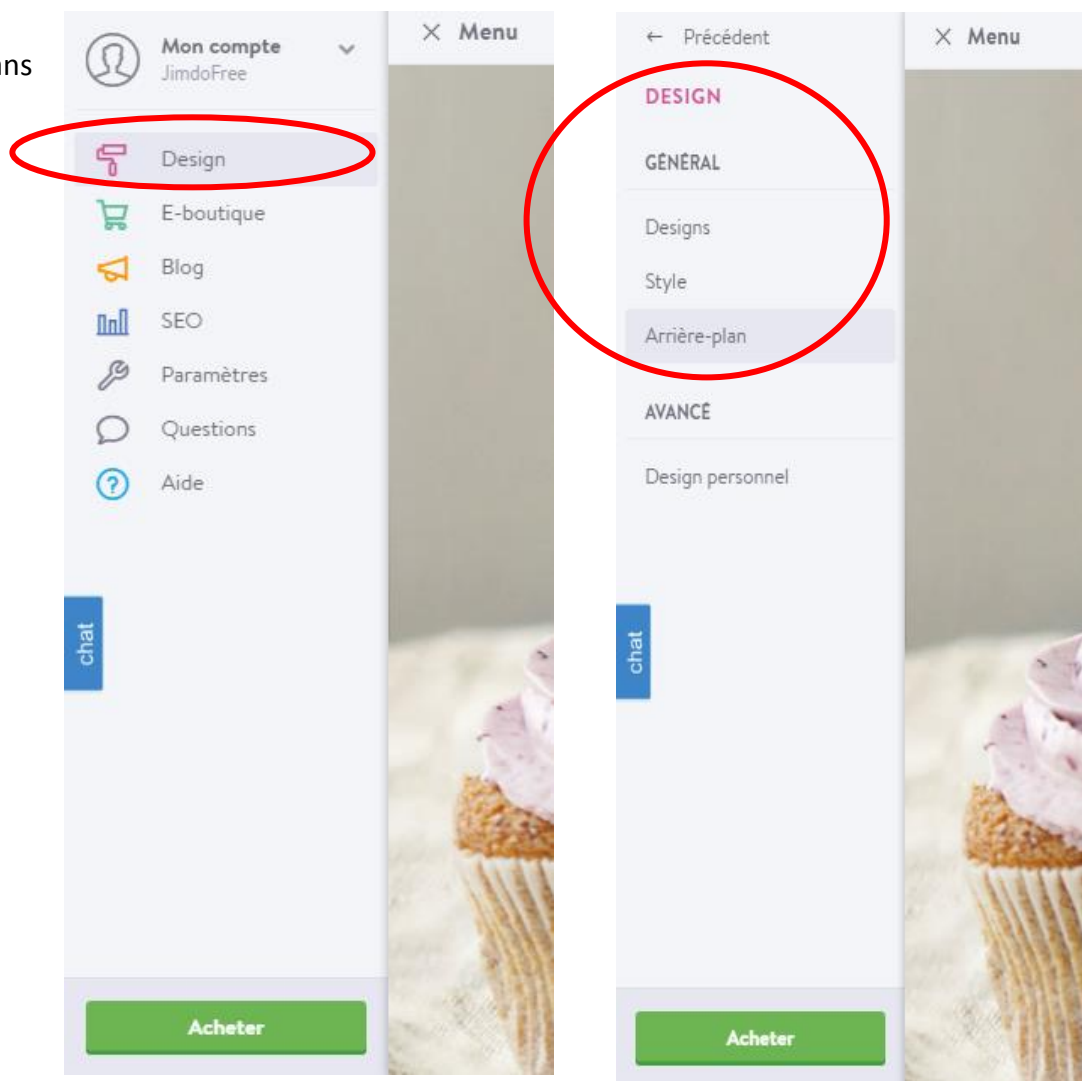 ans
Mon compte
JimdoFree
Design
E-boutique
Blog
SEO
Paramètres
Questions
Aide
chat
Acheter
× Menu
← Précédent
DESIGN
GÉNÉRAL
Designs
Style
Arrière-plan
AVANCÉ
Design personnel
chat
Acheter
× Menu